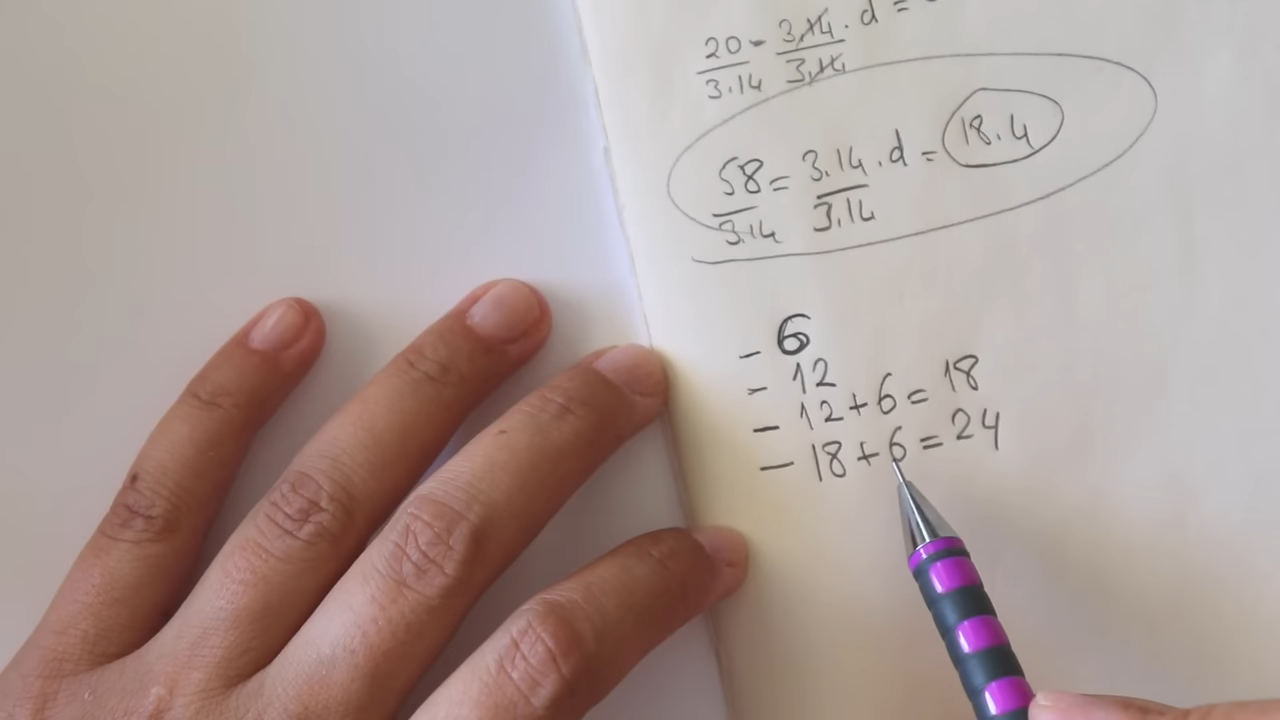 20 - 3.14 . d =
3.14 3.14
58 = 3.14 . d = 18.4
3.14 3.14
- 6
- 12
- 12 + 6 = 18
- 18 + 6 = 24